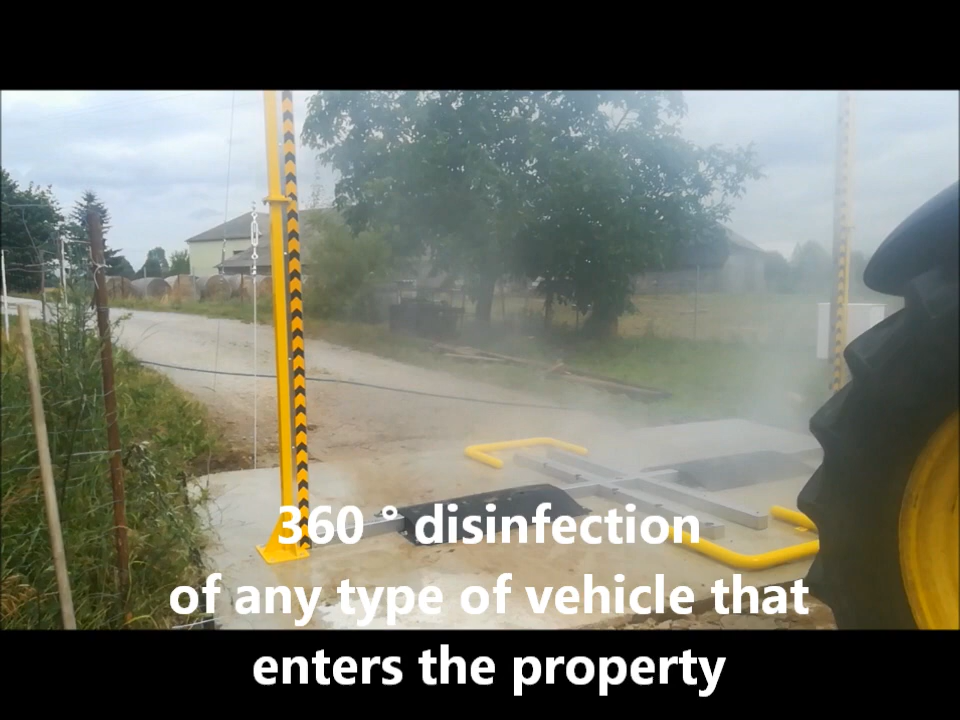 360 ° disinfection
of any type of vehicle that
enters the property